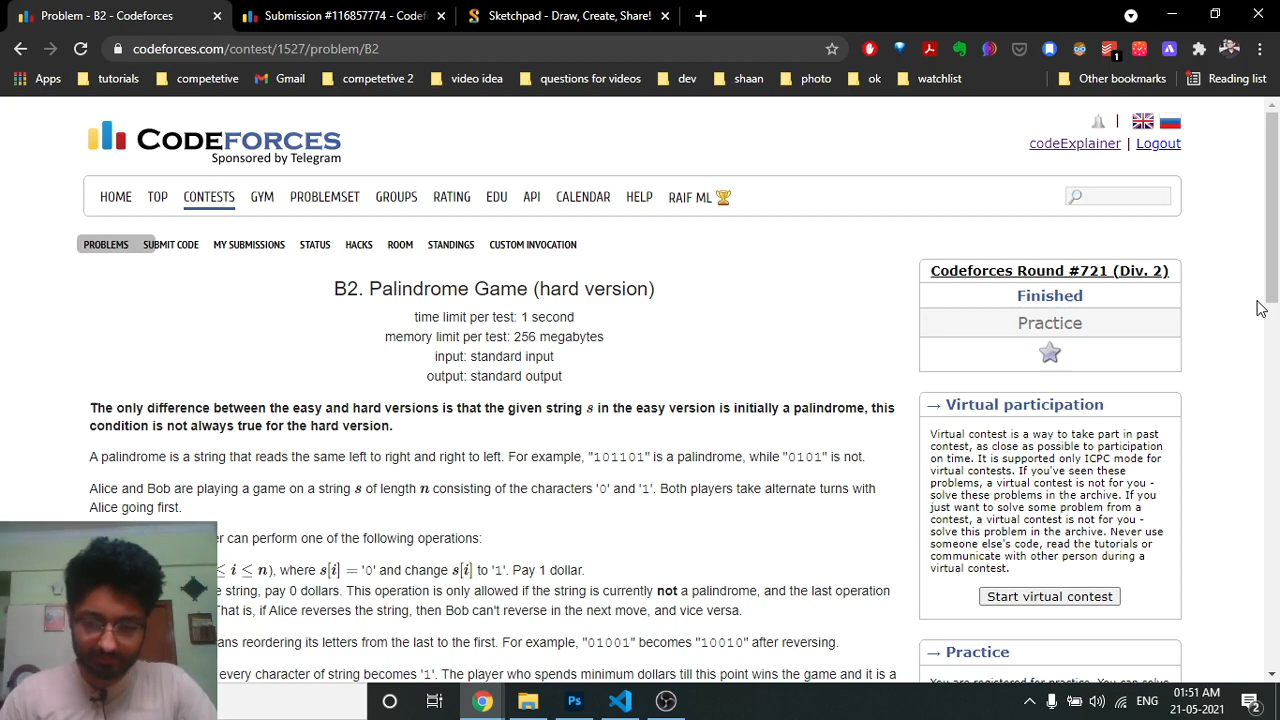 Problem - B2 - Codeforces
Submission #116857774 - Codef
Sketchpad - Draw, Create, Share!
codeforces.com/contest/1527/problem/B2
1
Apps tutorials competetive Gmail competetive 2 video idea questions for videos dev shaan photo ok watchlist Other bookmarks Reading list
CODEFORCES
Sponsored by Telegram
codeExplainer | Logout
HOME TOP CONTESTS GYM PROBLEMSET GROUPS RATING EDU API CALENDAR HELP RAIF ML
PROBLEMS SUBMIT CODE MY SUBMISSIONS STATUS HACKS ROOM STANDINGS CUSTOM INVOCATION
B2. Palindrome Game (hard version)
time limit per test: 1 second
memory limit per test: 256 megabytes
input: standard input
output: standard output
The only difference between the easy and hard versions is that the given string s in the easy version is initially a palindrome, this
condition is not always true for the hard version.
A palindrome is a string that reads the same left to right and right to left. For example, "101101" is a palindrome, while "0101" is not.
Alice and Bob are playing a game on a string s of length n consisting of the characters '0' and '1'. Both players take alternate turns with
Alice going first.
er can perform one of the following operations:
≤ i ≤ n), where s[i] = '0' and change s[i] to '1'. Pay 1 dollar.
e string, pay 0 dollars. This operation is only allowed if the string is currently not a palindrome, and the last operation
That is, if Alice reverses the string, then Bob can't reverse in the next move, and vice versa.
ans reordering its letters from the last to the first. For example, "01001" becomes "10010" after reversing.
every character of string becomes '1'. The player who spends minimum dollars till this point wins the game and it is a
Codeforces Round #721 (Div. 2)
Finished
Practice
→ Virtual participation
Virtual contest is a way to take part in past
contest, as close as possible to participation
on time. It is supported only ICPC mode for
virtual contests. If you've seen these
problems, a virtual contest is not for you -
solve these problems in the archive. If you
just want to solve some problem from a
contest, a virtual contest is not for you -
solve this problem in the archive. Never use
someone else's code, read the tutorials or
communicate with other person during a
virtual contest.
Start virtual contest
→ Practice
ENG
01:51 AM
21-05-2021
2